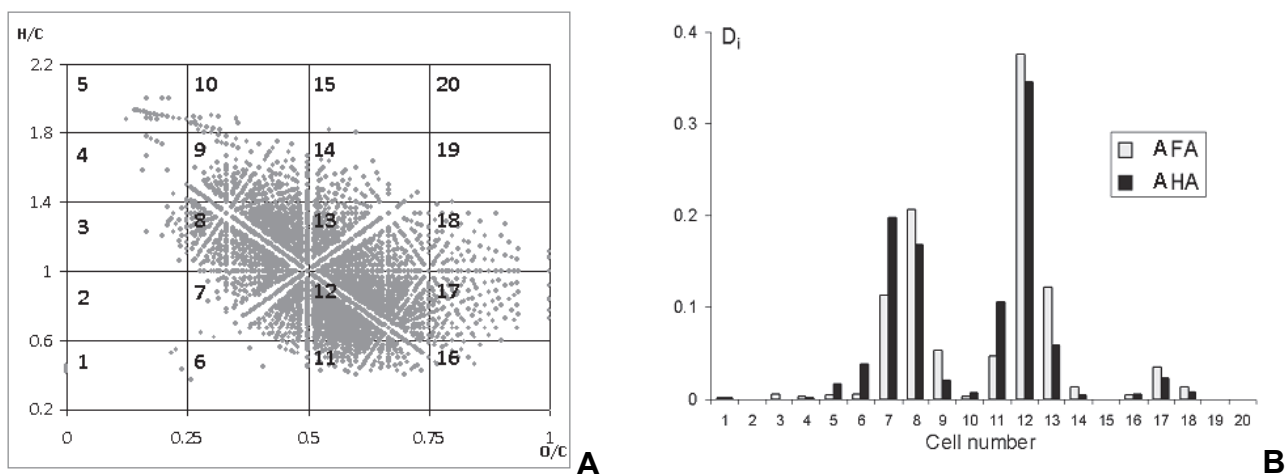 H/C
2.2
5 10 15 20
1.8
4 9 14 19
1.4
3 8 13 18
1
2 7 12 17
0.6
1 6 11 16
0.2
0 0.25 0.5 0.75 1
O/C
A
0.4
D i
0.3
AFA
AHA
0.2
0.1
0
1 2 3 4 5 6 7 8 9 10 11 12 13 14 15 16 17 18 19 20
Cell number
B